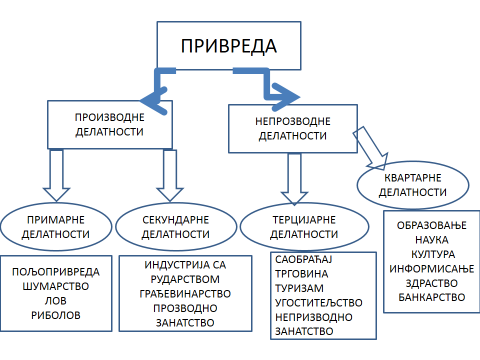 ПРИВРЕДА
ПРОИЗВОДНЕ
ДЕЛАТНОСТИ
НЕПРОЗВОДНЕ
ДЕЛАТНОСТИ
ПРИМАРНЕ
ДЕЛАТНОСТИ
СЕКУНДАРНЕ
ДЕЛАТНОСТИ
ТЕРЦИЈАРНЕ
ДЕЛАТНОСТИ
КВАРТАРНЕ
ДЕЛАТНОСТИ
ПОЉОПРИВРЕДА
ШУМАРСТВО
ЛОВ
РИБОЛОВ
ИНДУСТРИЈА СА
РУДАРСТВОМ
ГРАЂЕВИНАРСТВО
ПРОЗВОДНО
ЗАНАТСТВО
САОБРАЋАЈ
ТРГОВИНА
ТУРИЗАМ
УГОСТИТЕЉСТВО
НЕПРИЗВОДНО
ЗАНАТСТВО
ОБРАЗОВАЊЕ
НАУКА
КУЛТУРА
ИНФОРМИСАЊЕ
ЗДРАСТВО
БАНКАРСТВО